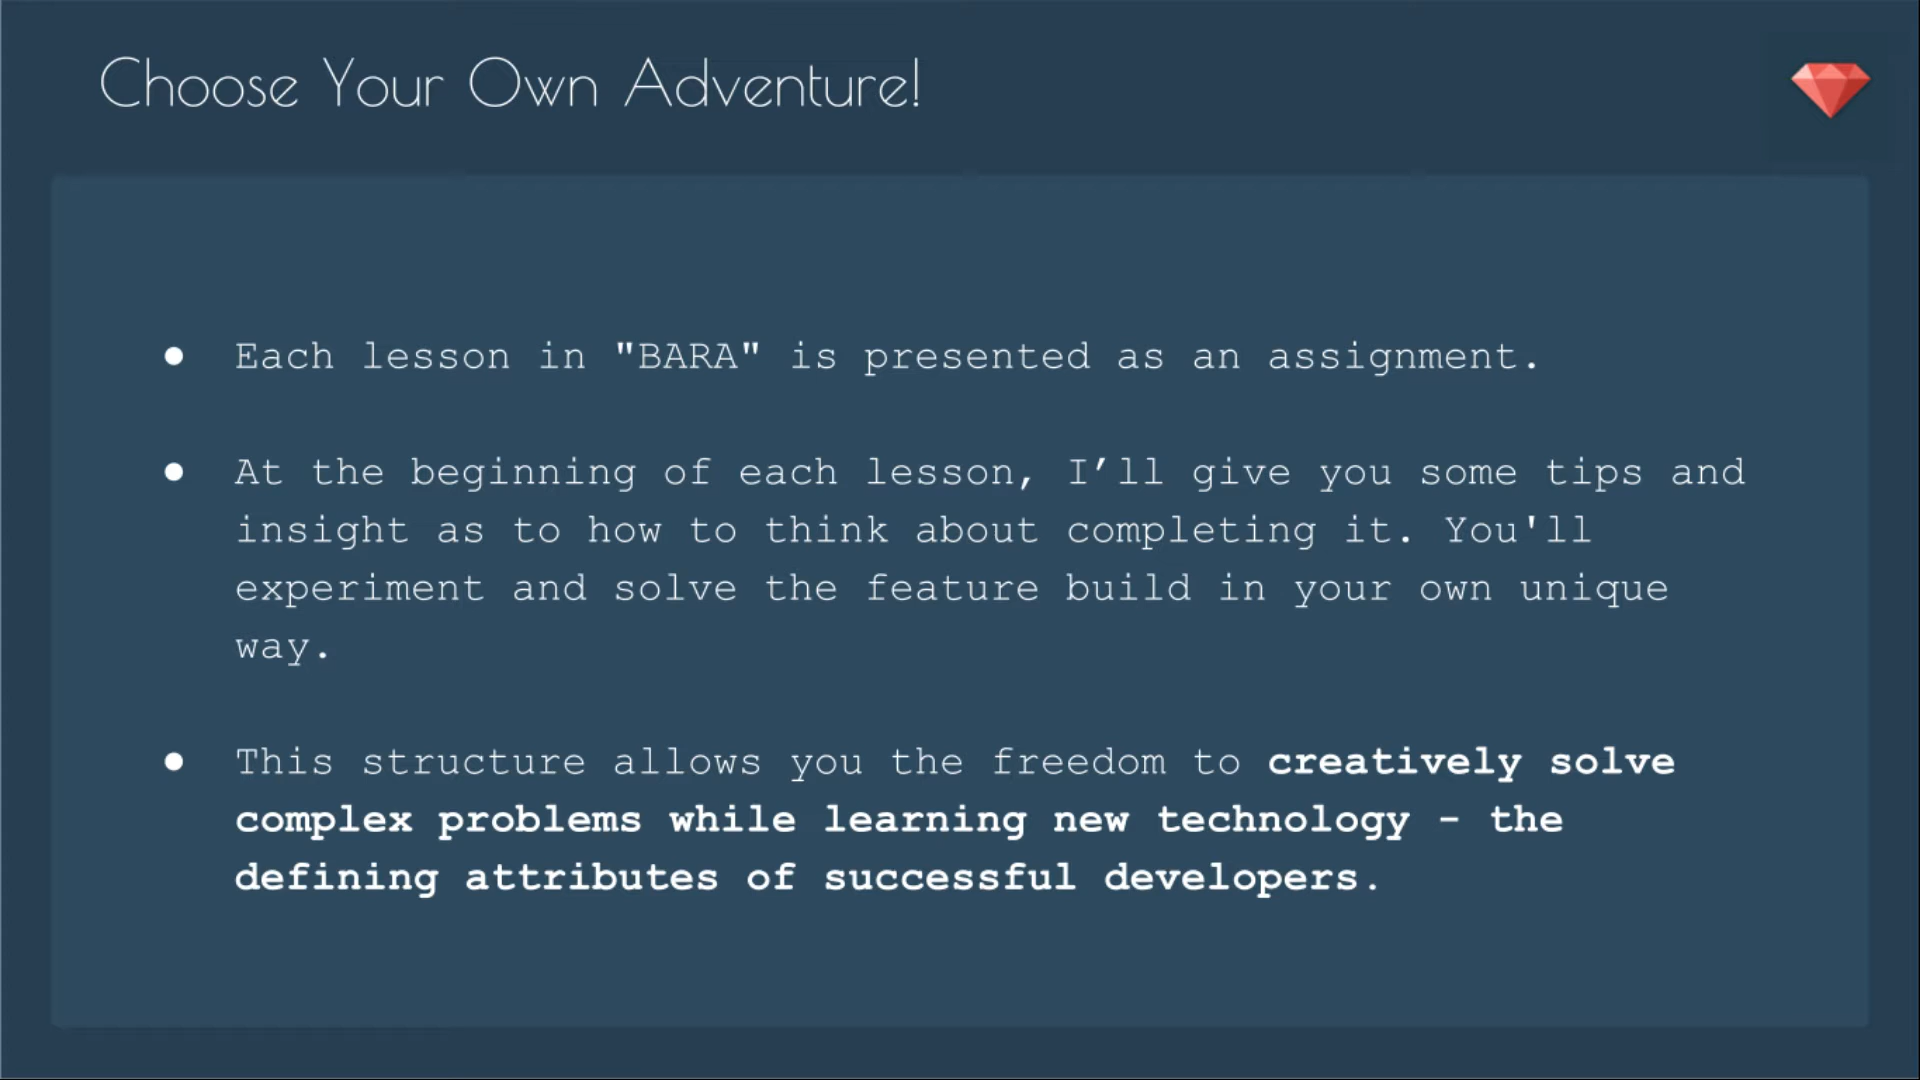 Choose Your Own Adventure!
● Each lesson in "BARA" is presented as an assignment.
● At the beginning of each lesson, I’ll give you some tips and
insight as to how to think about completing it. You'll
experiment and solve the feature build in your own unique
way.
● This structure allows you the freedom to creatively solve
complex problems while learning new technology - the
defining attributes of successful developers.